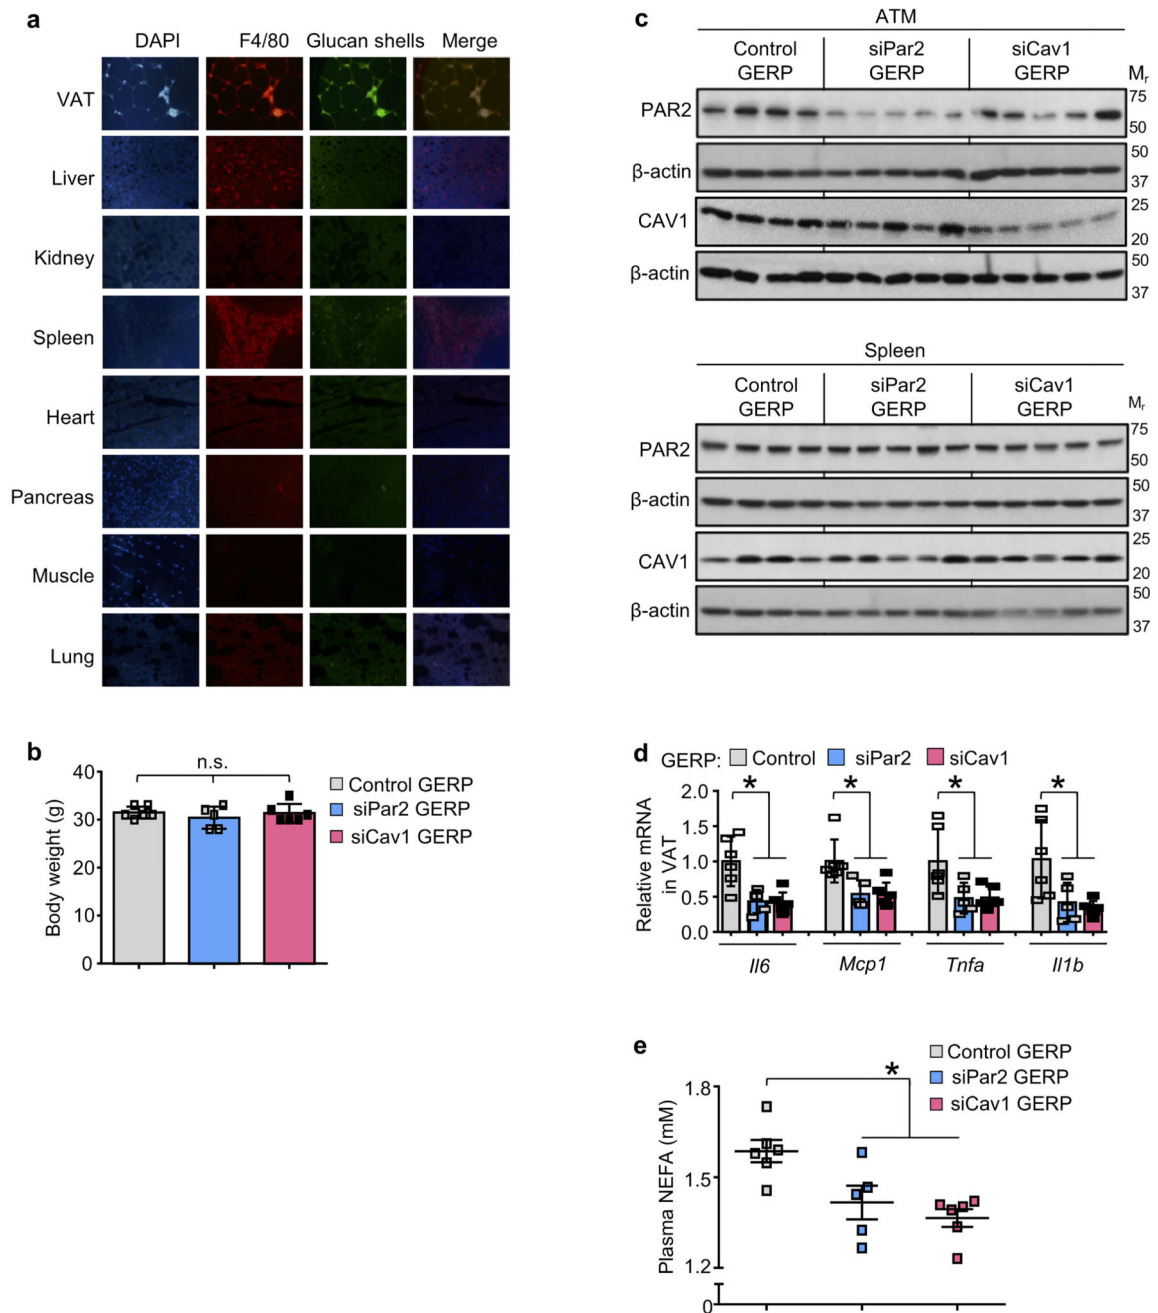 a
DAPI F4/80 Glucan shells Merge
VAT
Liver
Kidney
Spleen
Heart
Pancreas
Muscle
Lung
b
n.s.
Body weight (g)
40
30
20
10
0
Control GERP
siPar2 GERP
siCav1 GERP
c
ATM
Control GERP
siPar2 GERP
siCav1 GERP
Mr
PAR2 75 50
β-actin 50 37
CAV1 25 20
β-actin 50 37
Spleen
Control GERP
siPar2 GERP
siCav1 GERP
Mr
PAR2 75 50
β-actin 50 37
CAV1 25 20
β-actin 50 37
d
GERP: Control siPar2 siCav1
Relative mRNA
in VAT
2.0
1.5
1.0
0.5
0.0
* * * *
Il6 Mcp1 Tnfa Il1b
e
Control GERP
siPar2 GERP
siCav1 GERP
*
Plasma NEFA (mM)
1.8
1.5
1.2
0